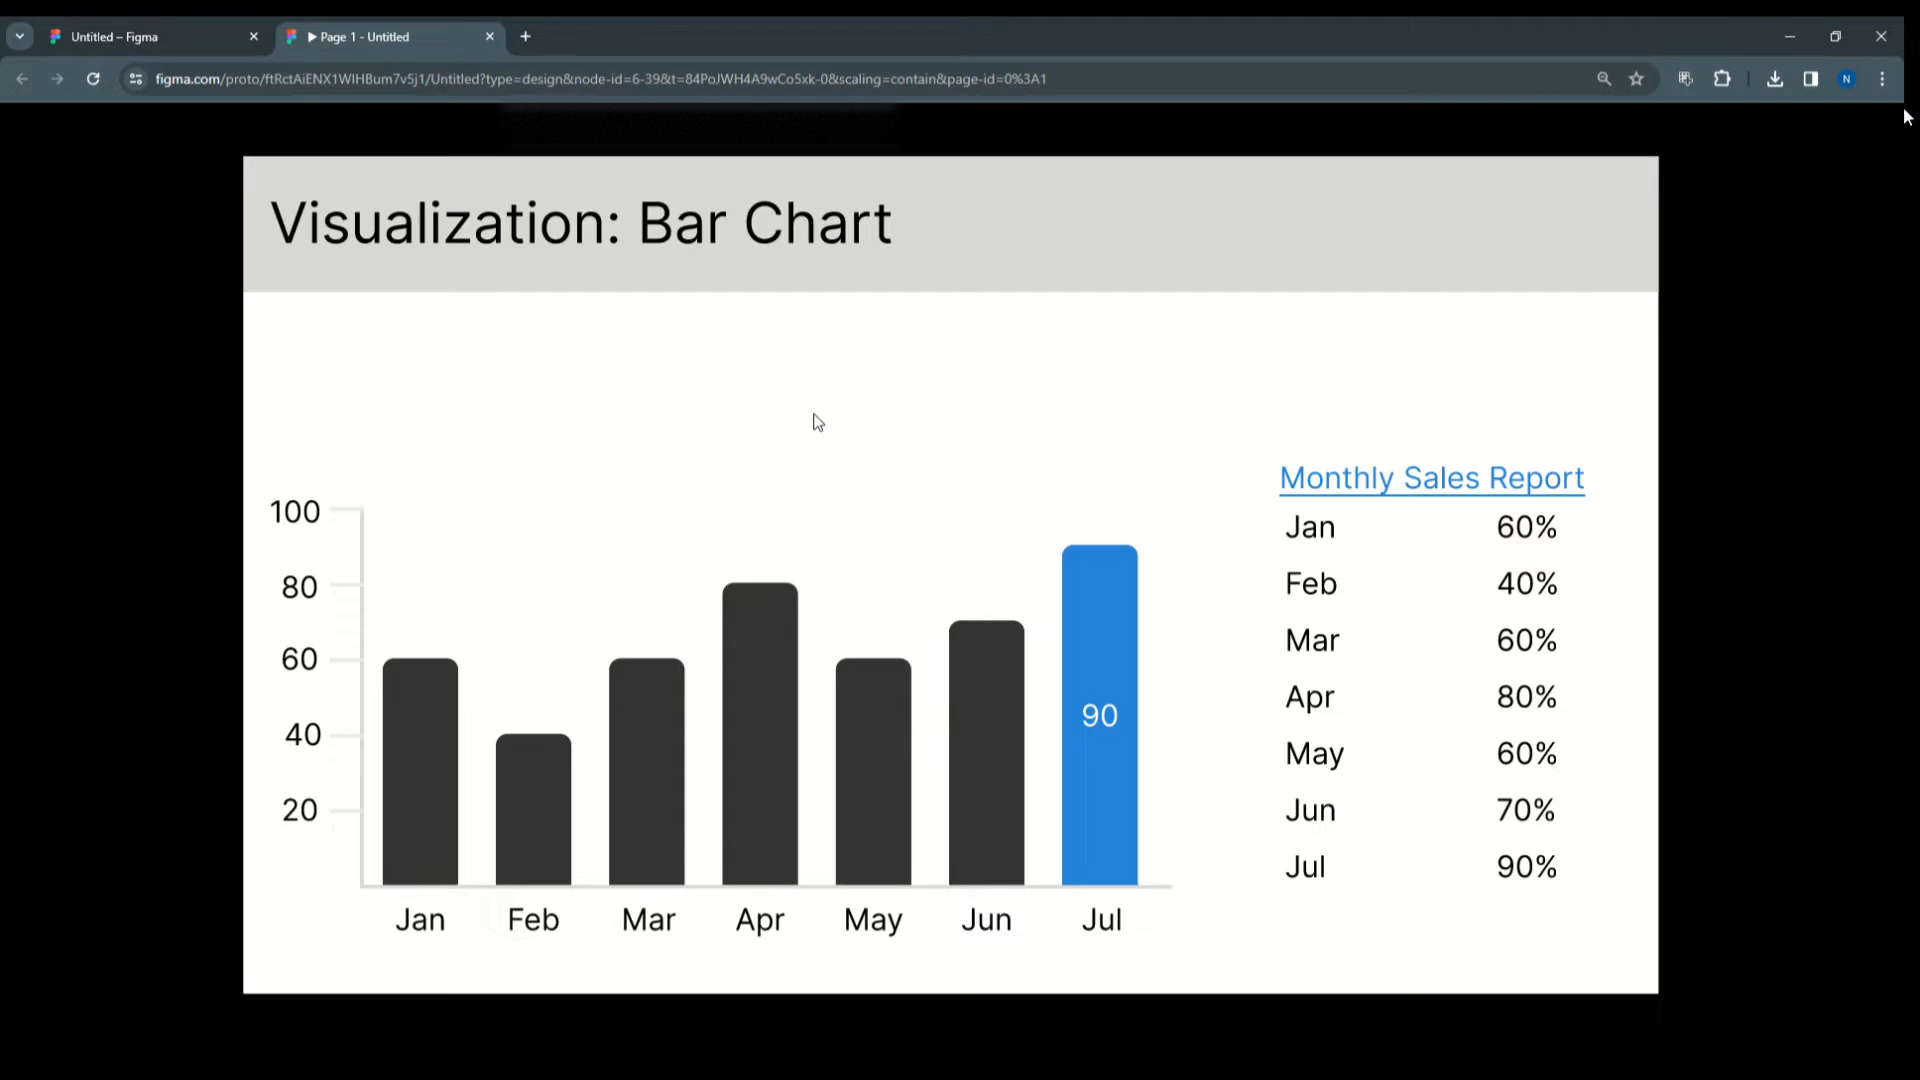 Untitled – Figma
Page 1 - Untitled
figma.com/proto/ftRctAiENX1WIHBum7v5j1/Untitled?type=design&node-id=6-39&t=84PoJWH4A9wCo5xk-0&scaling=contain&page-id=0%3A1
N
Visualization: Bar Chart
100
80
60
40
20
90
Jan Feb Mar Apr May Jun Jul
Monthly Sales Report
Jan 60%
Feb 40%
Mar 60%
Apr 80%
May 60%
Jun 70%
Jul 90%